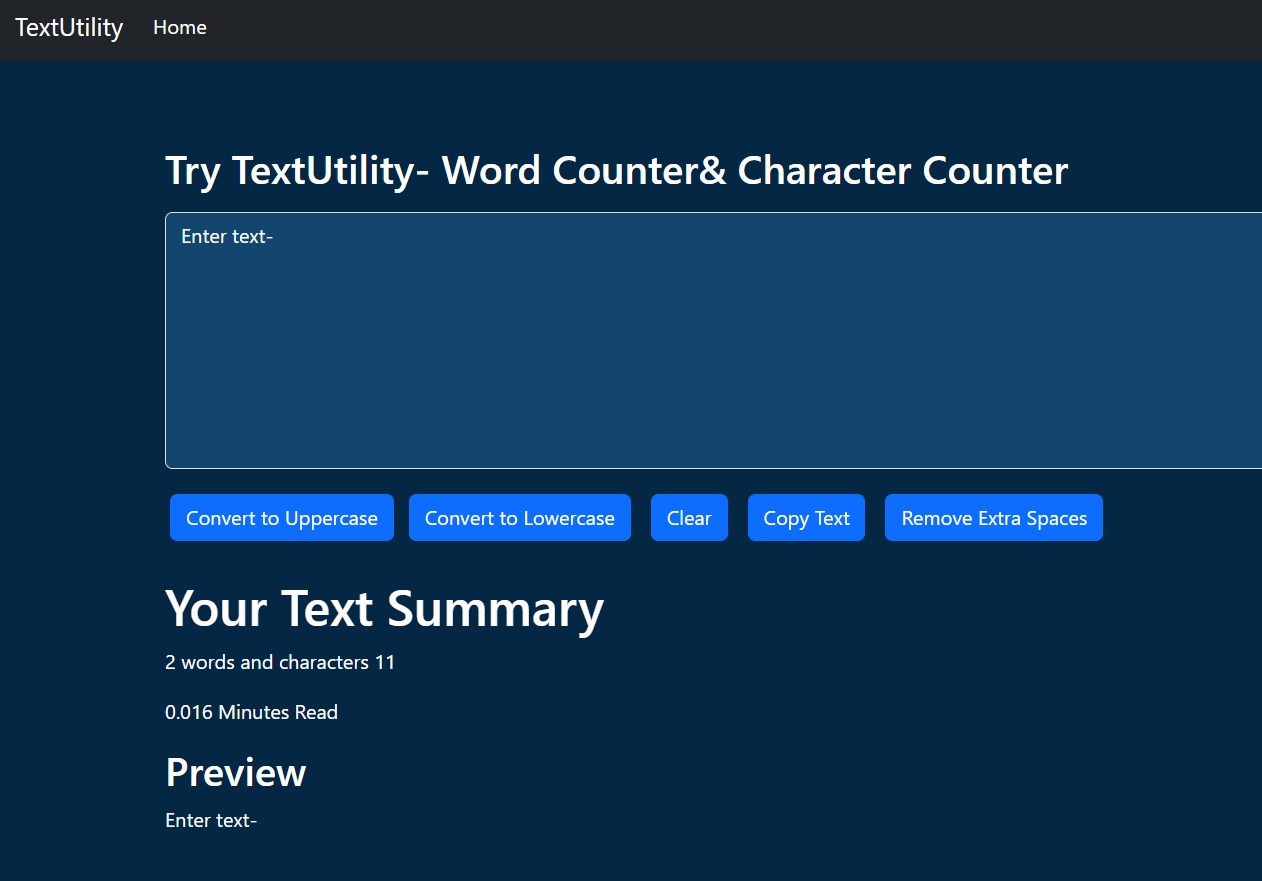 TextUtility Home
Try TextUtility- Word Counter& Character Counter
Enter text-
Convert to Uppercase Convert to Lowercase Clear Copy Text Remove Extra Spaces
Your Text Summary
2 words and characters 11
0.016 Minutes Read
Preview
Enter text-